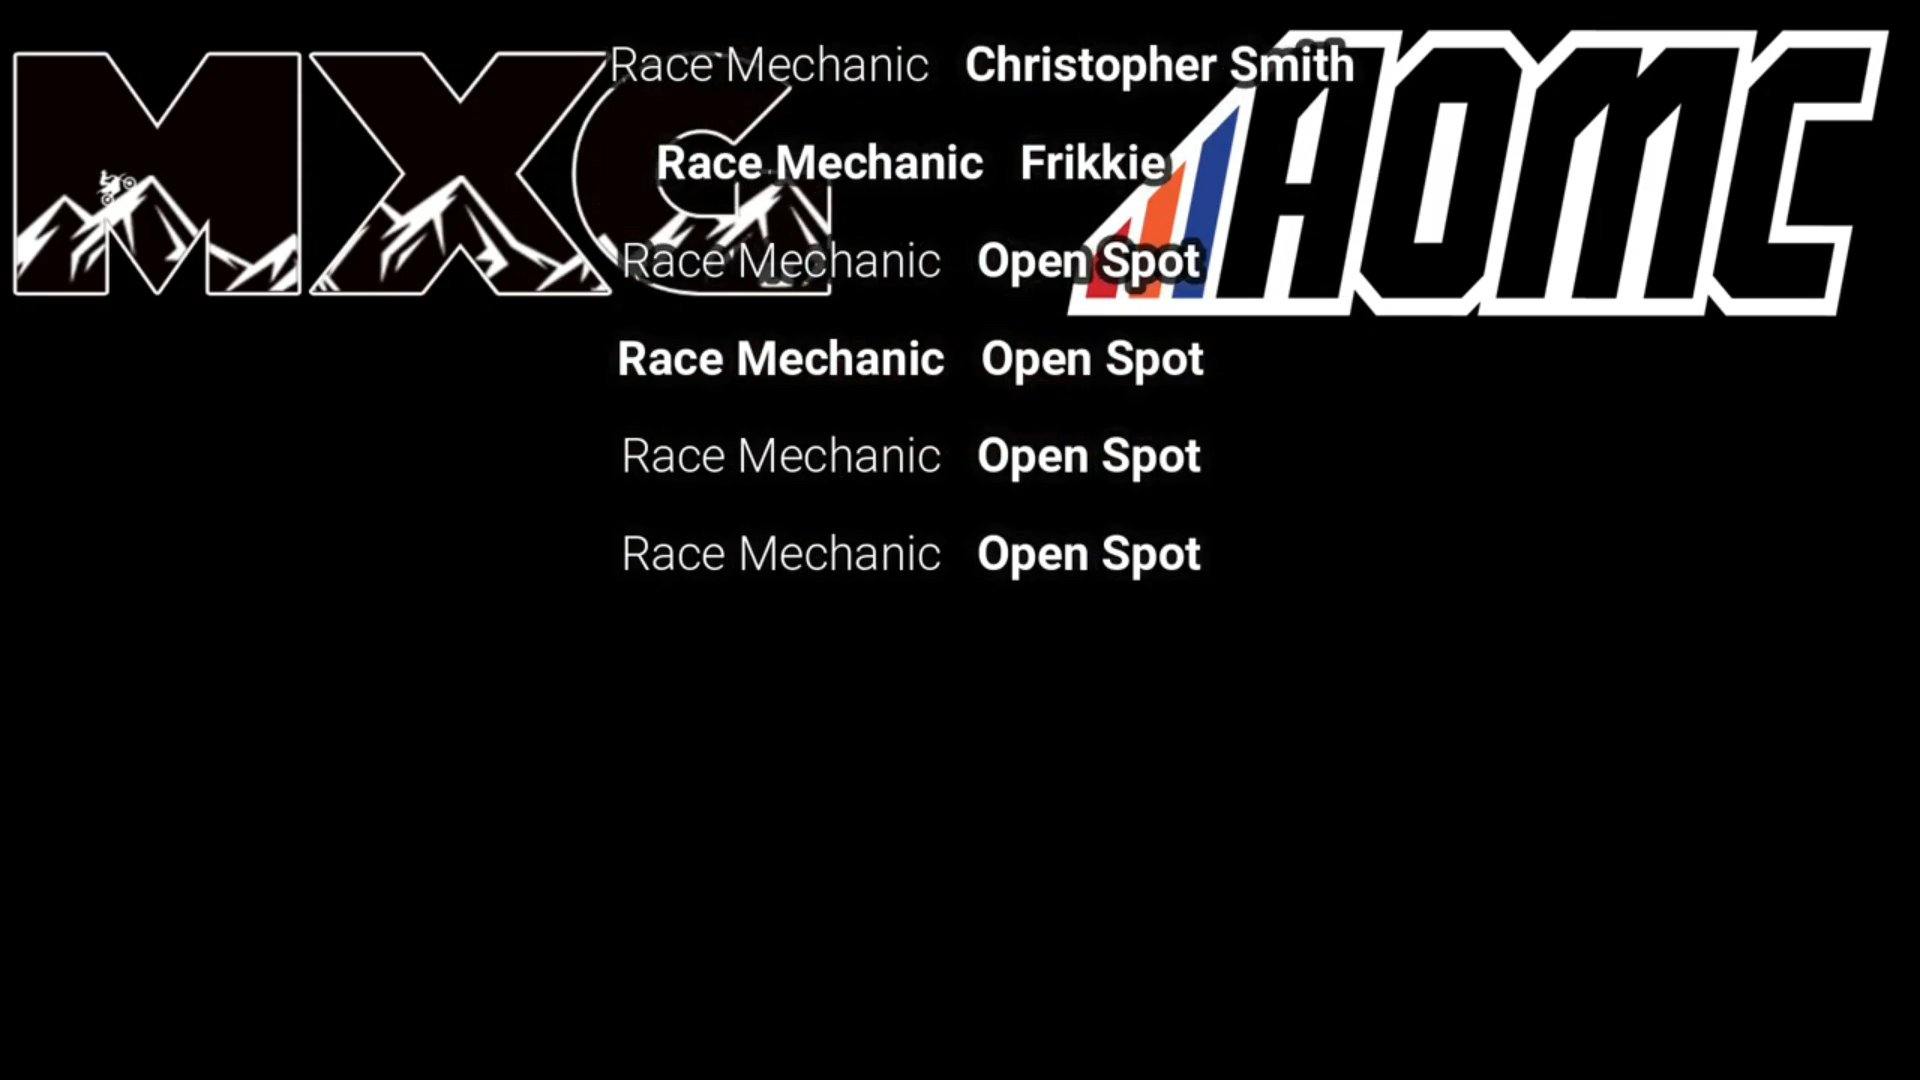 MXC
HOMC
Race Mechanic Christopher Smith
Race Mechanic Frikkie
Race Mechanic Open Spot
Race Mechanic Open Spot
Race Mechanic Open Spot
Race Mechanic Open Spot